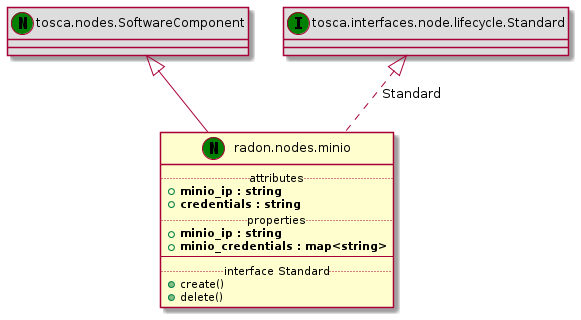 N tosca.nodes.SoftwareComponent
I tosca.interfaces.node.lifecycle.Standard
Standard
N radon.nodes.minio
attributes
minio_ip : string
credentials : string
properties
minio_ip : string
minio_credentials : map<string>
interface Standard
create()
delete()